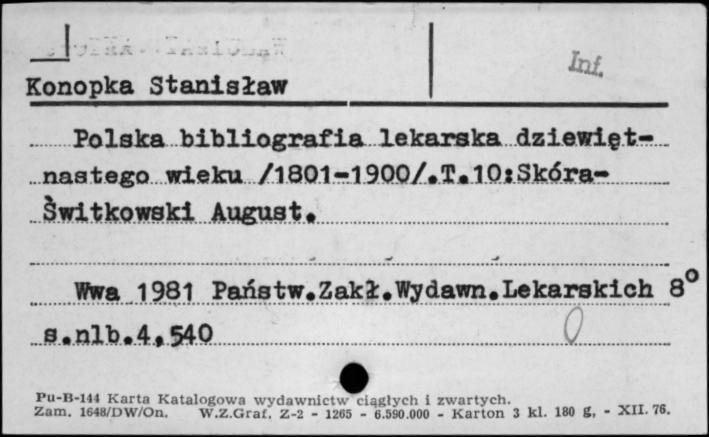 Inf.
Konopka Stanisław
Polska bibliografia lekarska dziewięt-
nastego wieku /1801-1900/.T.10:Skóra-
Świtkowski August.
Wwa 1981 Państw.Zakł.Wydawn.Lekarskich 8°
s.nlb.4,540
0
Pu-B-144 Karta Katalogowa wydawnictw ciągłych i zwartych.
Zam. 1648/DW/On. W.Z.Graf. Z-2 - 1265 - 6.590.000 - Karton 3 kl. 180 g, - XII. 76.